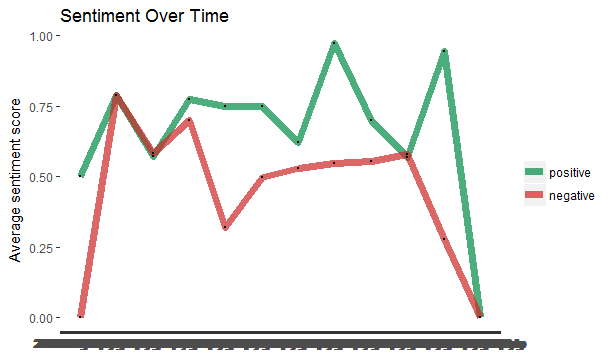 Sentiment Over Time
1.00
0.75
0.50
0.25
0.00
Average sentiment score
positive
negative